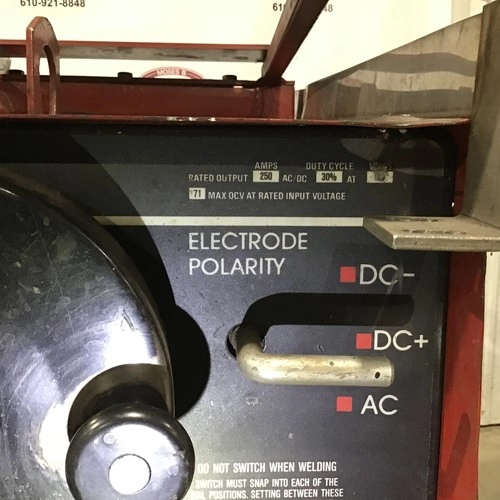 610-921-8848
MOSES B.
AMPS DUTY CYCLE
RATED OUTPUT 250 AC/DC 30% AT
71 MAX OCV AT RATED INPUT VOLTAGE
ELECTRODE
POLARITY
DC-
DC+
AC
DO NOT SWITCH WHEN WELDING
SWITCH MUST SNAP INTO EACH OF THE
POSITIONS. SETTING BETWEEN THESE